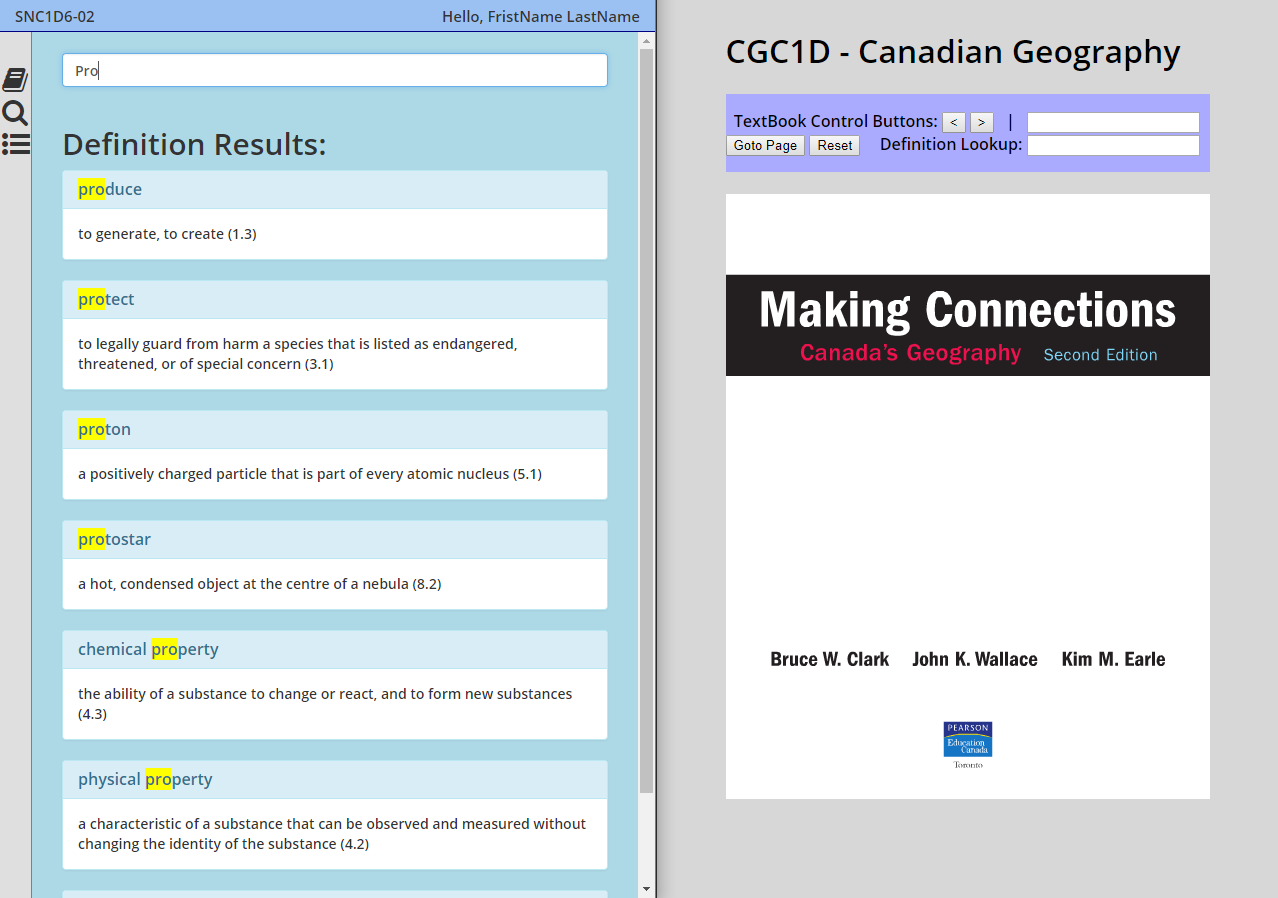 SNC1D6-02
Hello, FristName LastName
Pro
Definition Results:
produce
to generate, to create (1.3)
protect
to legally guard from harm a species that is listed as endangered,
threatened, or of special concern (3.1)
proton
a positively charged particle that is part of every atomic nucleus (5.1)
protostar
a hot, condensed object at the centre of a nebula (8.2)
chemical property
the ability of a substance to change or react, and to form new substances
(4.3)
physical property
a characteristic of a substance that can be observed and measured without
changing the identity of the substance (4.2)
CGC1D - Canadian Geography
TextBook Control Buttons: < > |
Goto Page Reset Definition Lookup:
Making Connections
Canada's Geography Second Edition
Bruce W. Clark John K. Wallace Kim M. Earle
PEARSON
Education
Canada
Toronto